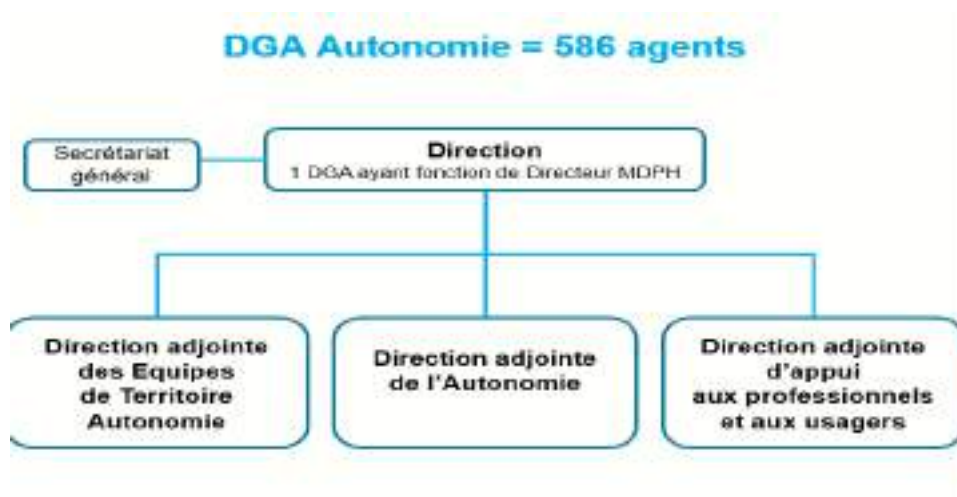 DGA Autonomie = 586 agents
Secrétariat
général
Direction
1 DGA ayant fonction de Directeur MDPH
Direction adjointe
des Equipes
de Territoire
Autonomie
Direction adjointe
de l'Autonomie
Direction adjointe
d'appui
aux professionnels
et aux usagers